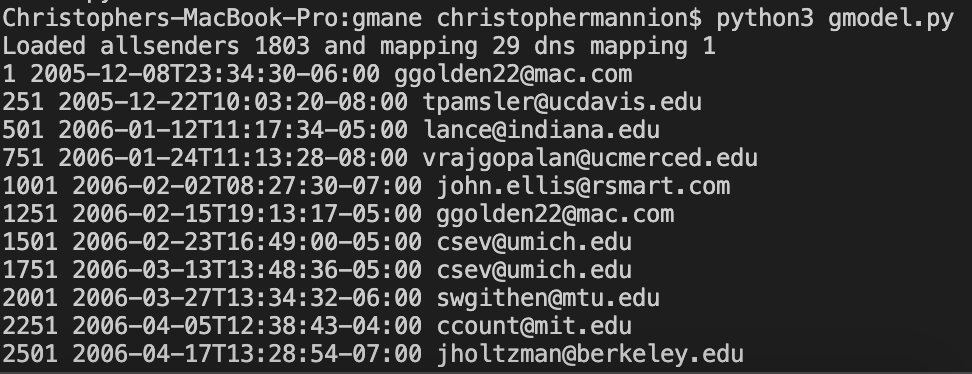 Christophers-MacBook-Pro:gmane christophermannion$ python3 gmodel.py
Loaded allsenders 1803 and mapping 29 dns mapping 1
1 2005-12-08T23:34:30-06:00 ggolden22@mac.com
251 2005-12-22T10:03:20-08:00 tpamsler@ucdavis.edu
501 2006-01-12T11:17:34-05:00 lance@indiana.edu
751 2006-01-24T11:13:28-08:00 vrajgopalan@ucmerced.edu
1001 2006-02-02T08:27:30-07:00 john.ellis@rsmart.com
1251 2006-02-15T19:13:17-05:00 ggolden22@mac.com
1501 2006-02-23T16:49:00-05:00 csev@umich.edu
1751 2006-03-13T13:48:36-05:00 csev@umich.edu
2001 2006-03-27T13:34:32-06:00 swgithen@mtu.edu
2251 2006-04-05T12:38:43-04:00 ccount@mit.edu
2501 2006-04-17T13:28:54-07:00 jholtzman@berkeley.edu